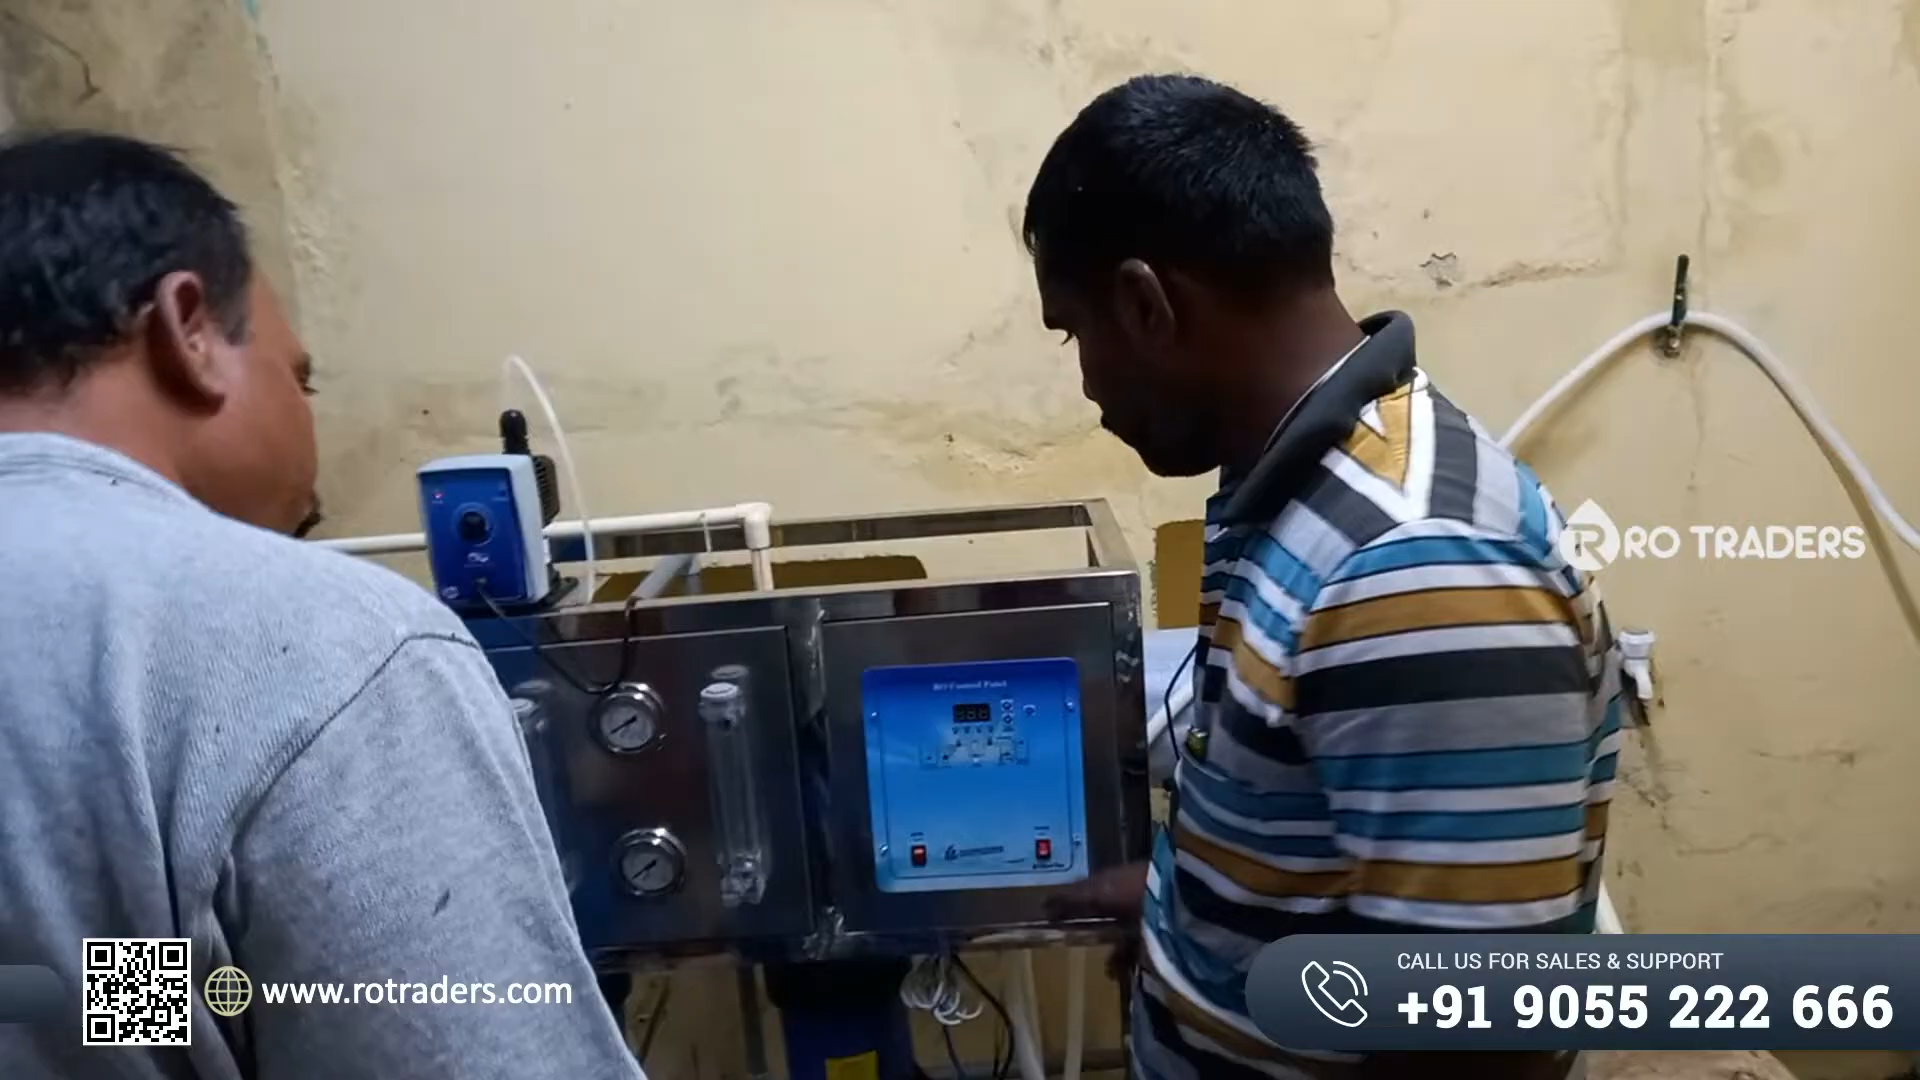 RO Control Panel
RO TRADERS
www.rotraders.com
CALL US FOR SALES & SUPPORT
+91 9055 222 666